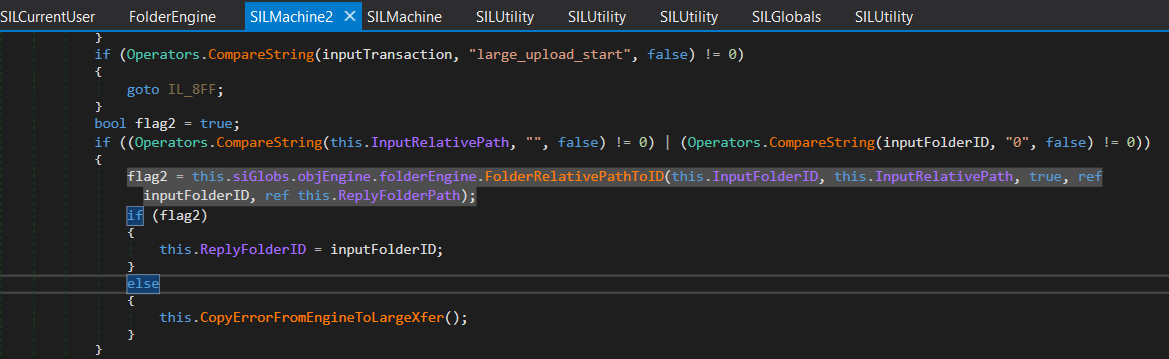 SILCurrentUser FolderEngine SILMachine2 × SILMachine SILUtility SILUtility SILUtility SILGlobals SILUtility
}
if (Operators.CompareString(inputTransaction, "large_upload_start", false) != 0)
{
goto IL_8FF;
}
bool flag2 = true;
if ((Operators.CompareString(this.InputRelativePath, "", false) != 0) | (Operators.CompareString(inputFolderID, "0", false) != 0))
{
flag2 = this.siGlobs.objEngine.folderEngine.FolderRelativePathToID(this.InputFolderID, this.InputRelativePath, true, ref
inputFolderID, ref this.ReplyFolderPath);
if (flag2)
{
this.ReplyFolderID = inputFolderID;
}
else
{
this.CopyErrorFromEngineToLargeXfer();
}
}